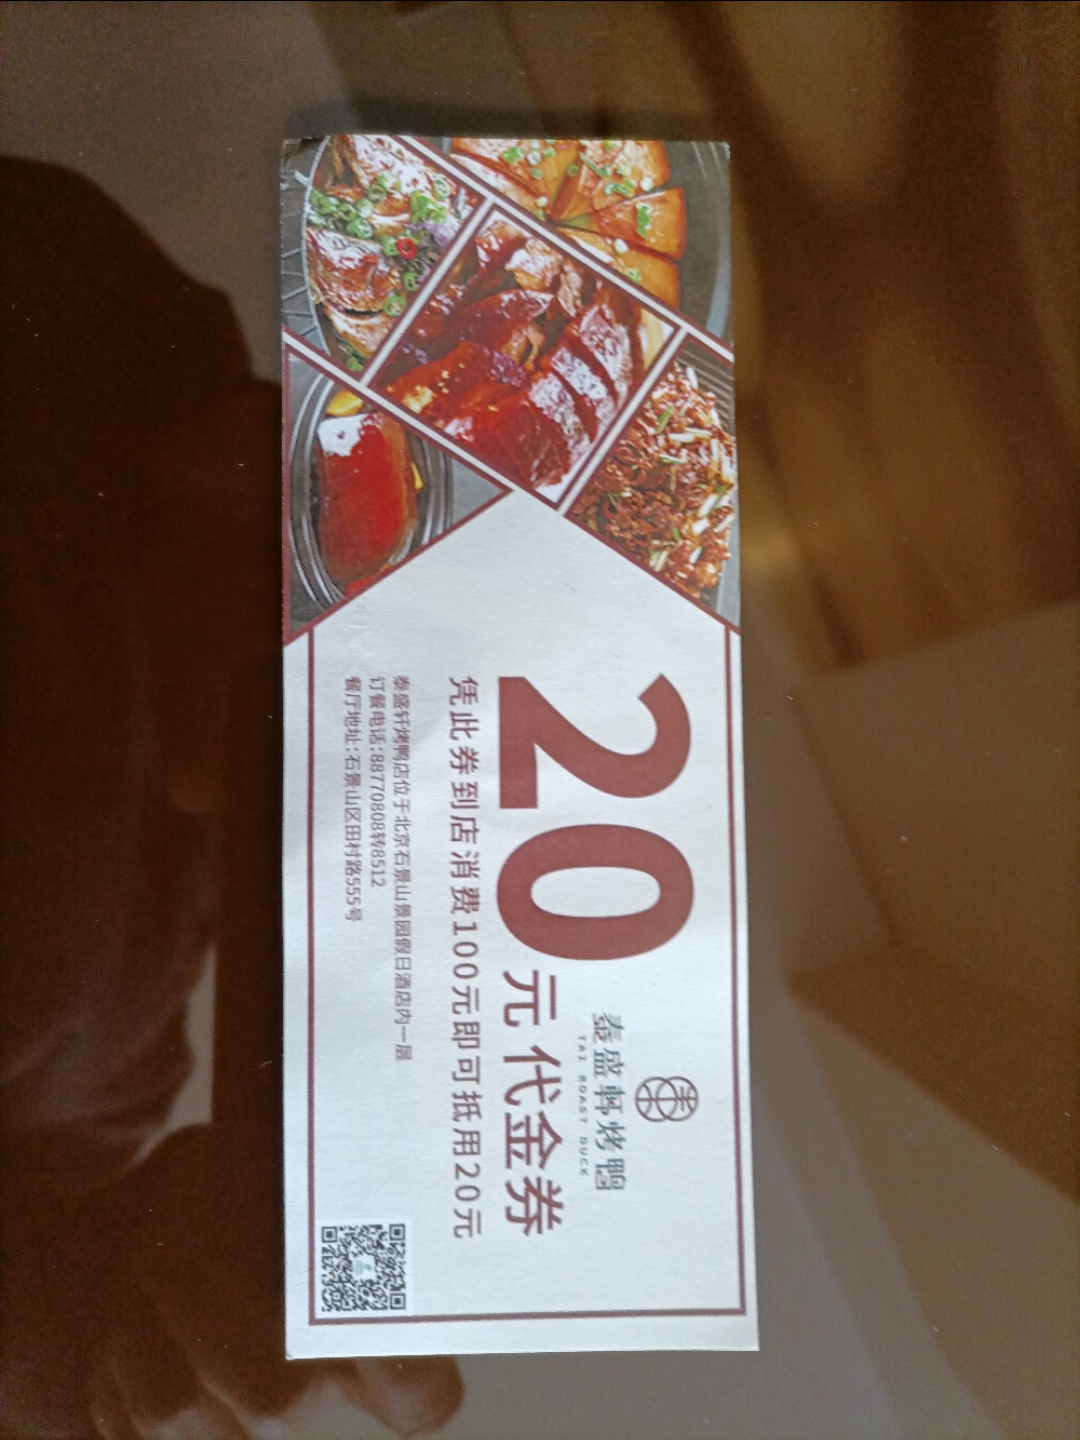 泰盛軒烤鴨
TAI ROAST DUCK
20元代金券
凭此券到店消费100元即可抵用20元
泰盛轩烤鸭店位于北京石景山景园假日酒店内一层
订餐电话:88770808转8512
餐厅地址:石景山区田村路555号